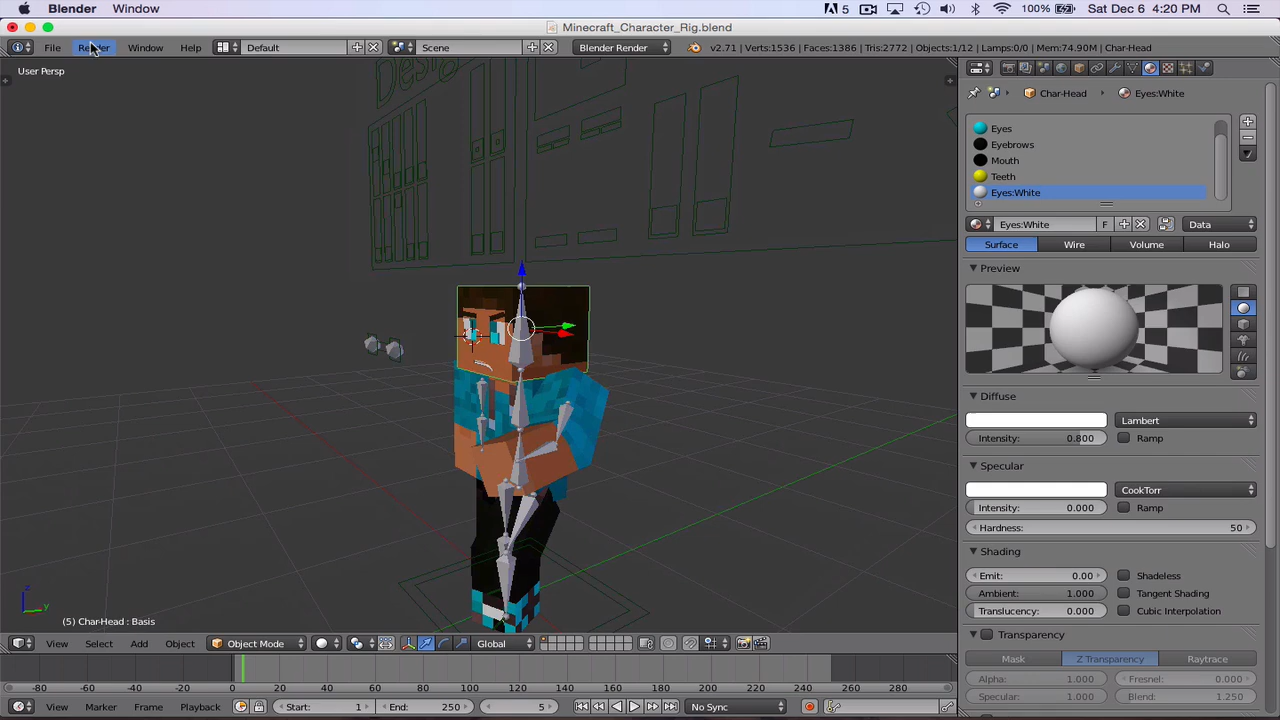 Blender Window
5 100% Sat Dec 6 4:20 PM
Minecraft_Character_Rig.blend
File Render Window Help Default Scene Blender Render v2.71 | Verts:1536 | Faces:1386 | Tris:2772 | Objects:1/12 | Lamps:0/0 | Mem:74.90M | Char-Head
User Persp
Char-Head Eyes:White
Eyes
Eyebrows
Mouth
Teeth
Eyes:White
Eyes:White F Data
Surface Wire Volume Halo
Preview
Diffuse
Lambert
Intensity: 0.800 Ramp
Specular
CookTorr
Intensity: 0.000 Ramp
Hardness: 50
Shading
Emit: 0.00 Shadeless
Ambient: 1.000 Tangent Shading
Translucency: 0.000 Cubic Interpolation
Transparency
Mask Z Transparency Raytrace
Alpha: 1.000 Fresnel: 0.000
Specular: 1.000 Blend: 1.250
z
y
(5) Char-Head : Basis
View Select Add Object Object Mode Global
-80 -60 -40 -20 0 20 40 60 80 100 120 140 160 180 200 220 240 260 280
View Marker Frame Playback Start: 1 End: 250 5 No Sync